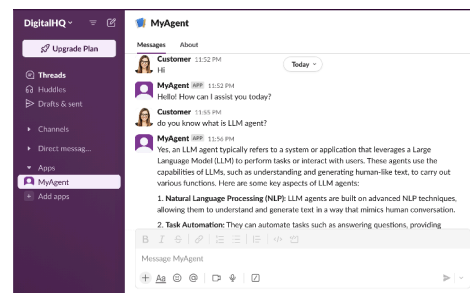 DigitalHQ
Upgrade Plan
Threads
Huddles
Drafts & sent
Channels
Direct messag...
Apps
MyAgent
Add apps
MyAgent
Messages About
Today
Customer 11:52 PM
Hi
MyAgent APP 11:52 PM
Hello! How can I assist you today?
Customer 11:55 PM
do you know what is LLM agent?
MyAgent APP 11:56 PM
Yes, an LLM agent typically refers to a system or application that leverages a Large
Language Model (LLM) to perform tasks or interact with users. These agents use the
capabilities of LLMs, such as understanding and generating human-like text, to carry out
various functions. Here are some key aspects of LLM agents:
1. Natural Language Processing (NLP): LLM agents are built on advanced NLP techniques,
allowing them to understand and generate text in a way that mimics human conversation.
2. Task Automation: They can automate tasks such as answering questions, providing
B I S
Message MyAgent
Aa